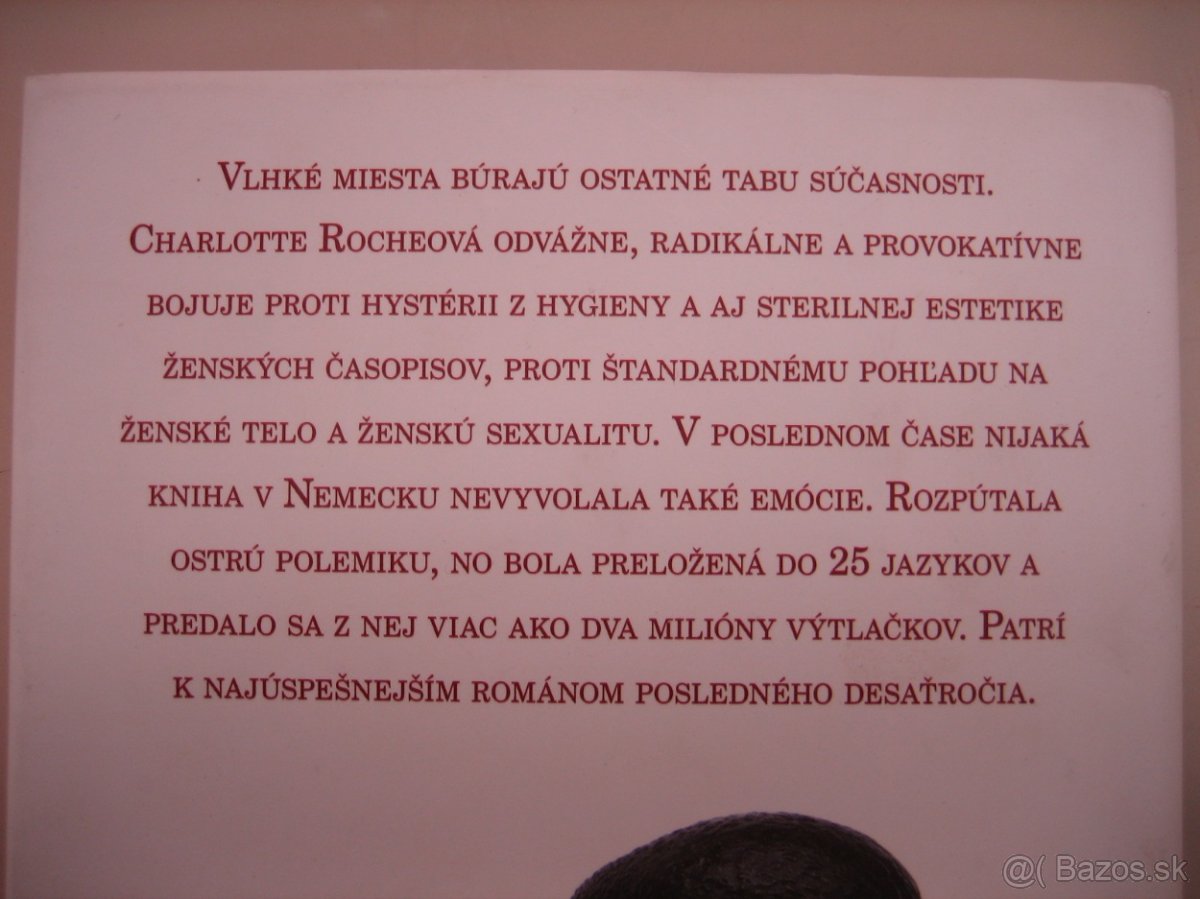 Vlhké miesta búrajú ostatné tabu súčasnosti.
Charlotte Rocheová odvážne, radikálne a provokatívne
bojuje proti hystérii z hygieny a aj sterilnej estetike
ženských časopisov, proti štandardnému pohľadu na
ženské telo a ženskú sexualitu. V poslednom čase nijaká
kniha v Nemecku nevyvolala také emócie. Rozpútala
ostrú polemiku, no bola preložená do 25 jazykov a
predalo sa z nej viac ako dva milióny výtlačkov. Patrí
k najúspešnejším románom posledného desaťročia.
@( Bazos.sk